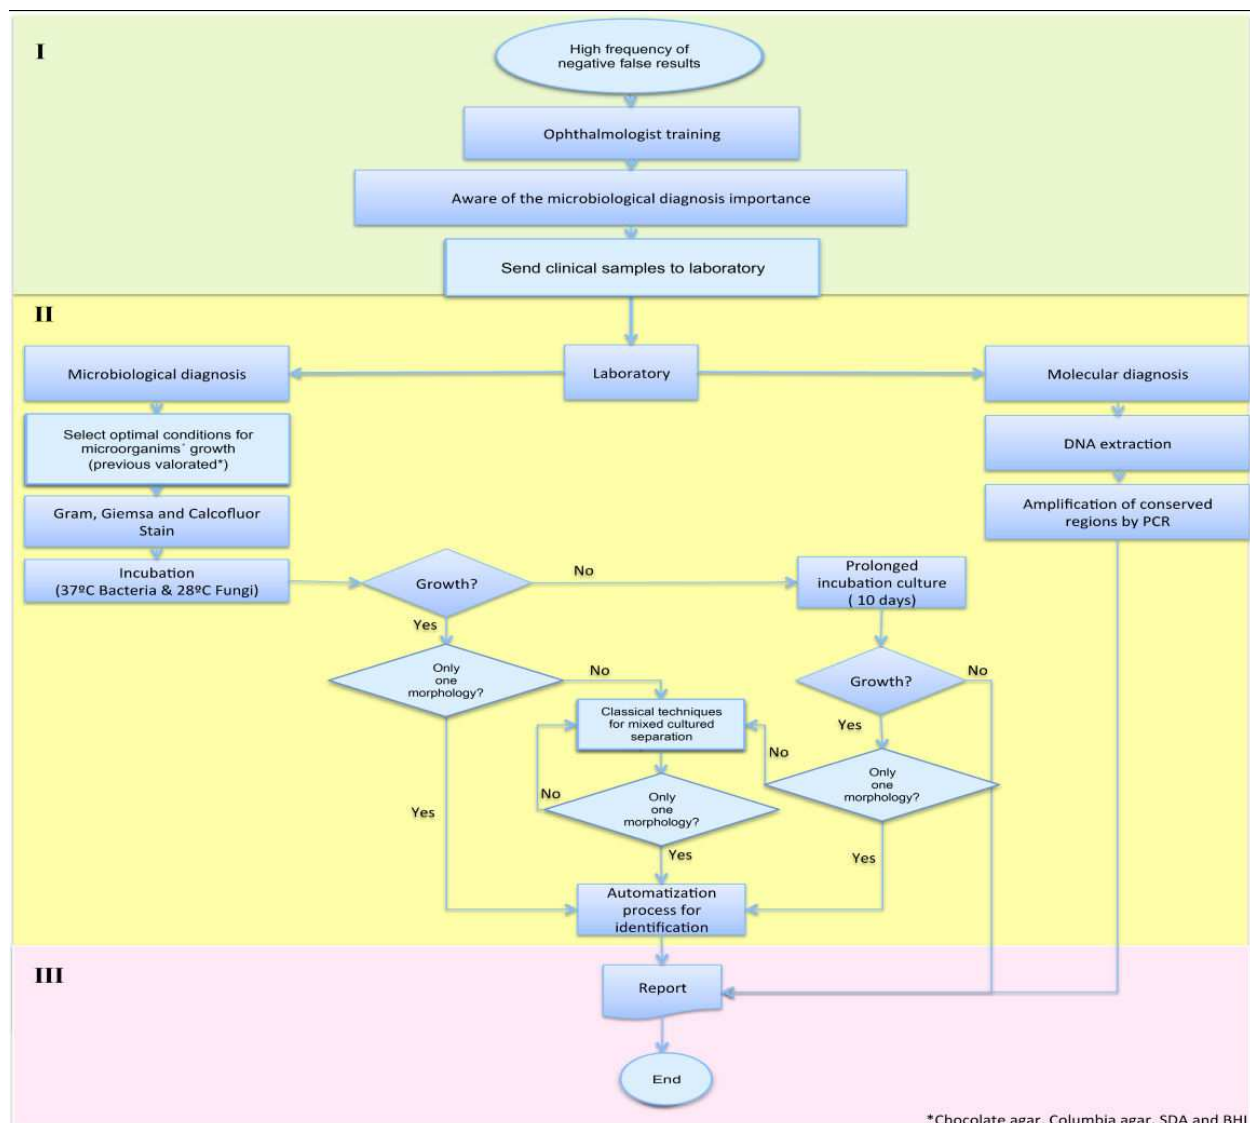 I
High frequency of
negative false results
Ophthalmologist training
Aware of the microbiological diagnosis importance
Send clinical samples to laboratory
II
Microbiological diagnosis
Laboratory
Molecular diagnosis
Select optimal conditions for
microorganims´ growth
(previous valorated*)
DNA extraction
Gram, Giemsa and Calcofluor
Stain
Amplification of conserved
regions by PCR
Incubation
(37ºC Bacteria & 28ºC Fungi)
Growth?
No
Prolonged
incubation culture
( 10 days)
Yes
Only
one
morphology?
No
Growth?
No
Classical techniques
for mixed cultured
separation
Yes
No
Only
one
morphology?
No
Only
one
morphology?
Yes
Yes
Yes
Automatization
process for
identification
III
Report
End
*Chocolate agar, Columbia agar, SDA and BHI